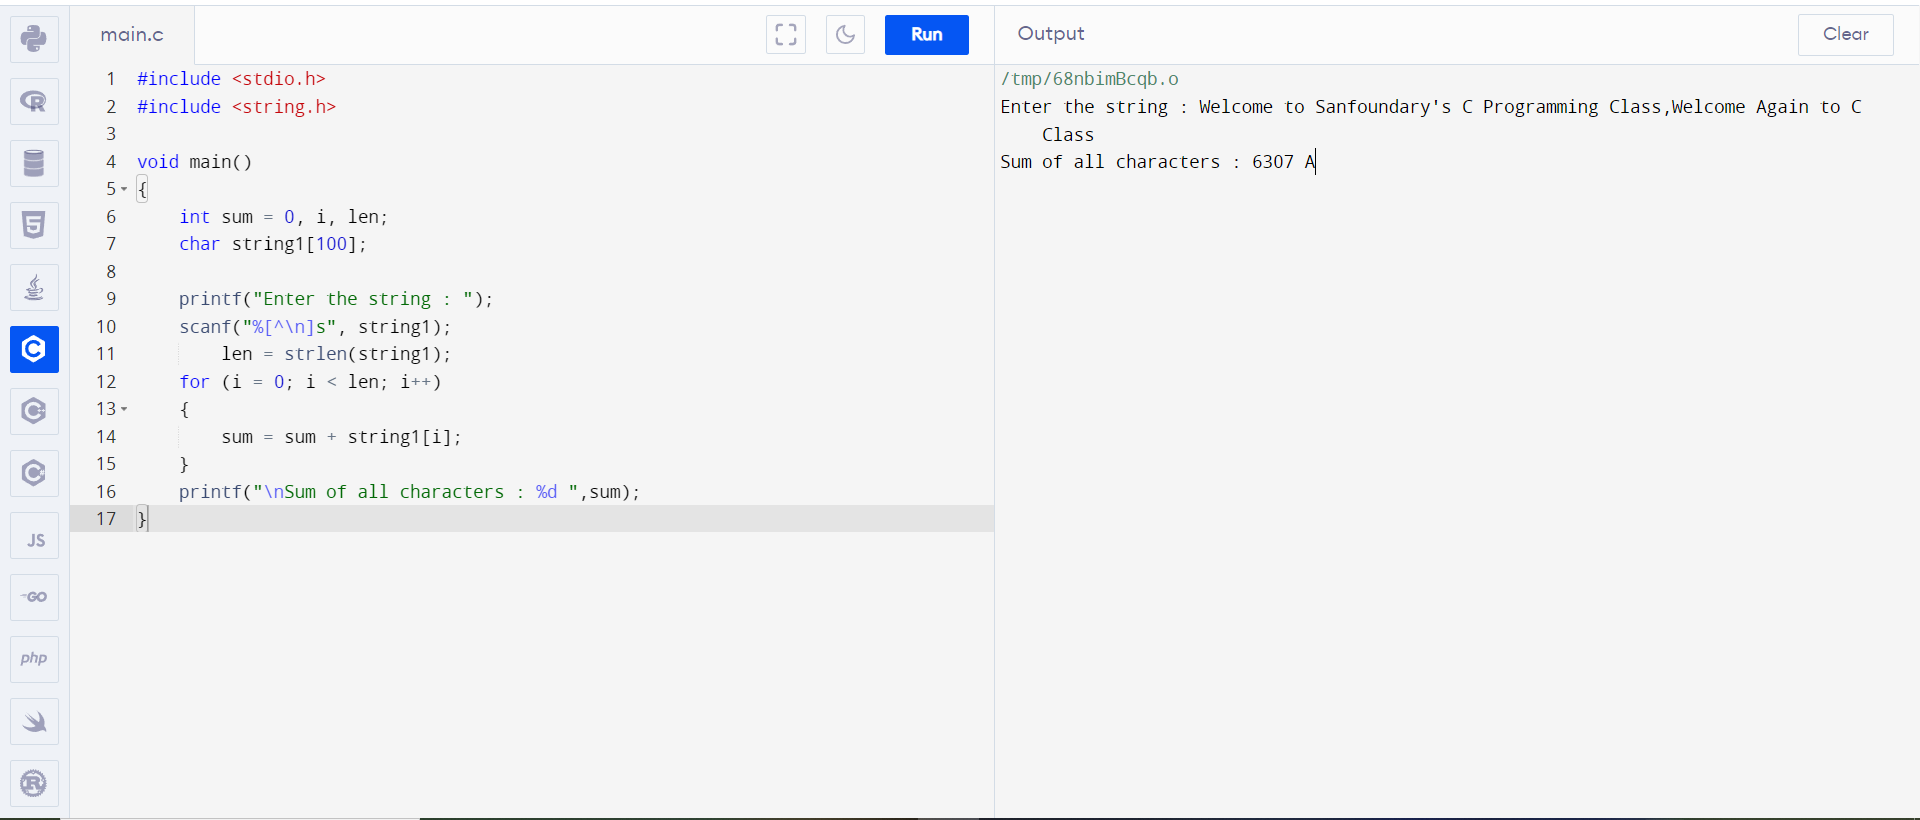 main.c
Run
1 #include <stdio.h>
2 #include <string.h>
3
4 void main()
5 {
6     int sum = 0, i, len;
7     char string1[100];
8
9     printf("Enter the string : ");
10     scanf("%[^\n]s", string1);
11         len = strlen(string1);
12     for (i = 0; i < len; i++)
13     {
14         sum = sum + string1[i];
15     }
16     printf("\nSum of all characters : %d ",sum);
17 }
Output
Clear
/tmp/68nbimBcqb.o
Enter the string : Welcome to Sanfoundary's C Programming Class,Welcome Again to C
    Class
Sum of all characters : 6307 A
R
5
C
C
C
JS
GO
php
R